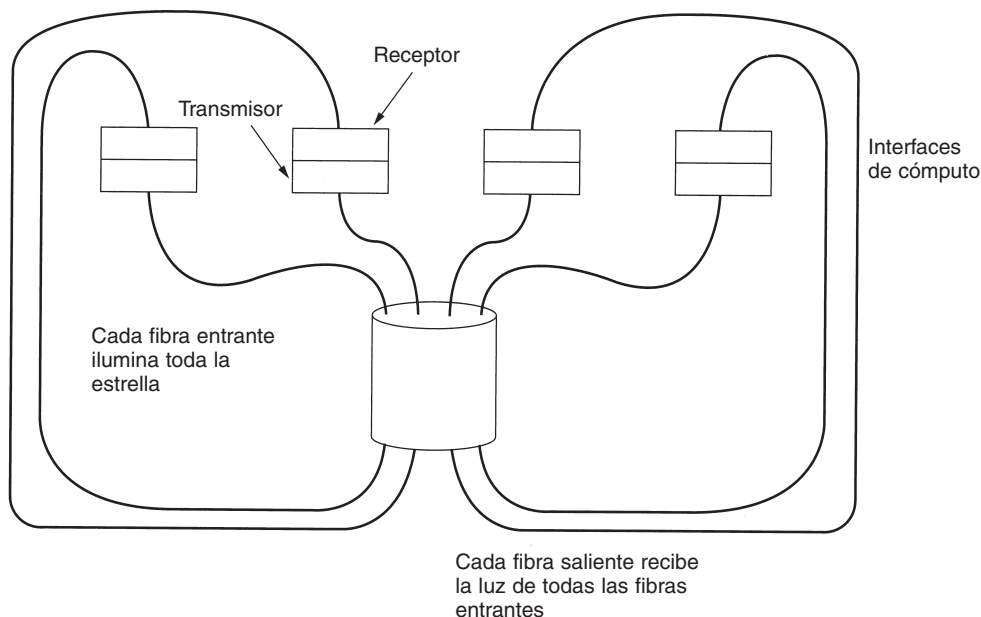 Receptor
Transmisor
Interfaces
de cómputo
Cada fibra entrante
ilumina toda la
estrella
Cada fibra saliente recibe
la luz de todas las fibras
entrantes